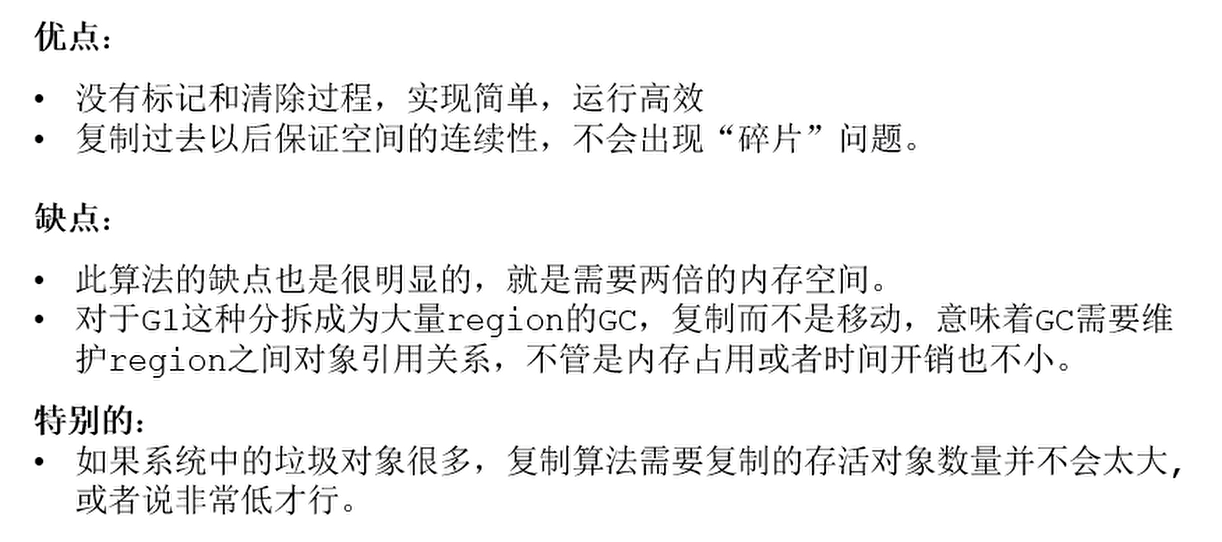 优点：
• 没有标记和清除过程，实现简单，运行高效
• 复制过去以后保证空间的连续性，不会出现“碎片”问题。
缺点：
• 此算法的缺点也是很明显的，就是需要两倍的内存空间。
• 对于G1这种分拆成为大量region的GC，复制而不是移动，意味着GC需要维
护region之间对象引用关系，不管是内存占用或者时间开销也不小。
特别的：
• 如果系统中的垃圾对象很多，复制算法需要复制的存活对象数量并不会太大,
或者说非常低才行。